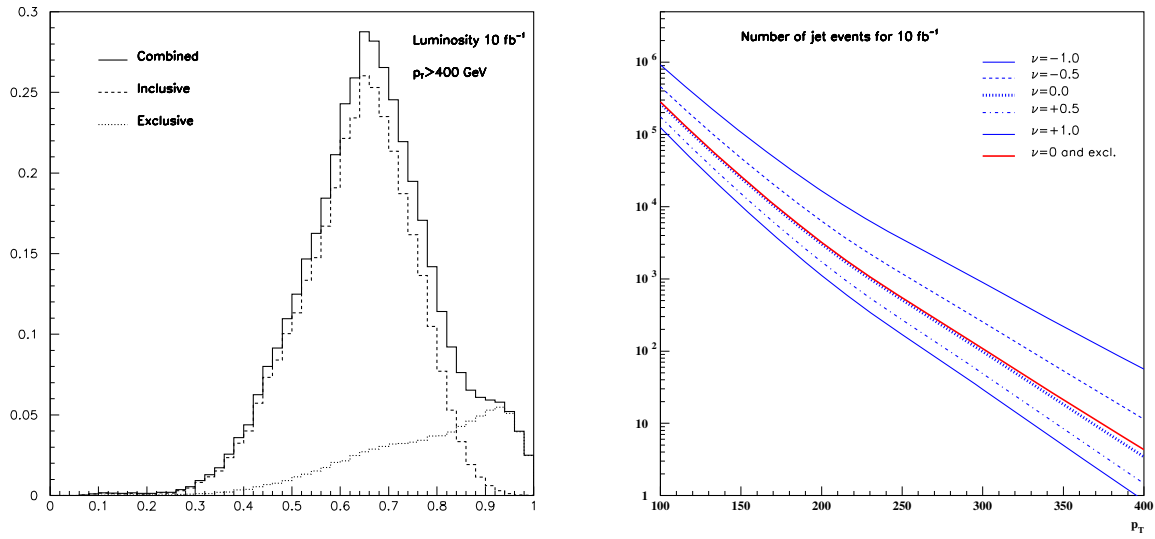 0.3
0.25
0.2
0.15
0.1
0.05
0
Combined
Inclusive
Exclusive
Luminosity 10 fb⁻¹
p_T>400 GeV
0 0.1 0.2 0.3 0.4 0.5 0.6 0.7 0.8 0.9 1
Number of jet events for 10 fb⁻¹
ν=−1.0
ν=−0.5
ν=0.0
ν=+0.5
ν=+1.0
ν=0 and excl.
10⁶
10⁵
10⁴
10³
10²
10
1
100 150 200 250 300 350 400
p_T